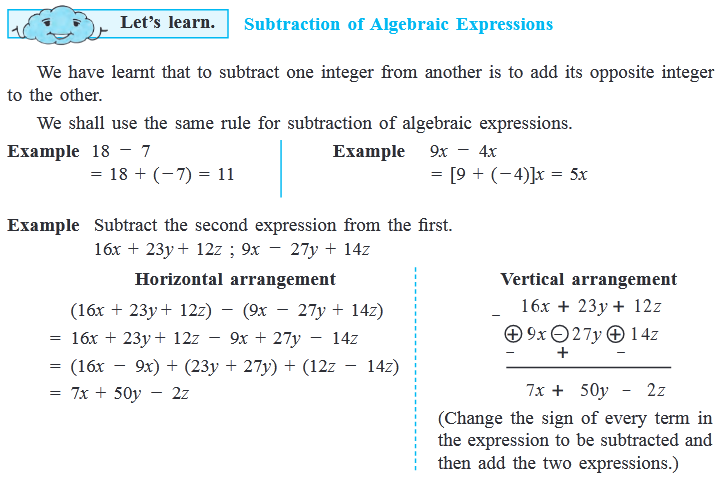 Let's learn. Subtraction of Algebraic Expressions
We have learnt that to subtract one integer from another is to add its opposite integer
to the other.
We shall use the same rule for subtraction of algebraic expressions.
Example 18 − 7
= 18 + (−7) = 11
Example 9x − 4x
= [9 + (−4)]x = 5x
Example Subtract the second expression from the first.
16x + 23y + 12z ; 9x − 27y + 14z
Horizontal arrangement
(16x + 23y + 12z) − (9x − 27y + 14z)
= 16x + 23y + 12z − 9x + 27y − 14z
= (16x − 9x) + (23y + 27y) + (12z − 14z)
= 7x + 50y − 2z
Vertical arrangement
16x + 23y + 12z
− ⊕ 9x ⊖ 27y ⊕ 14z
− + −
7x + 50y − 2z
(Change the sign of every term in
the expression to be subtracted and
then add the two expressions.)